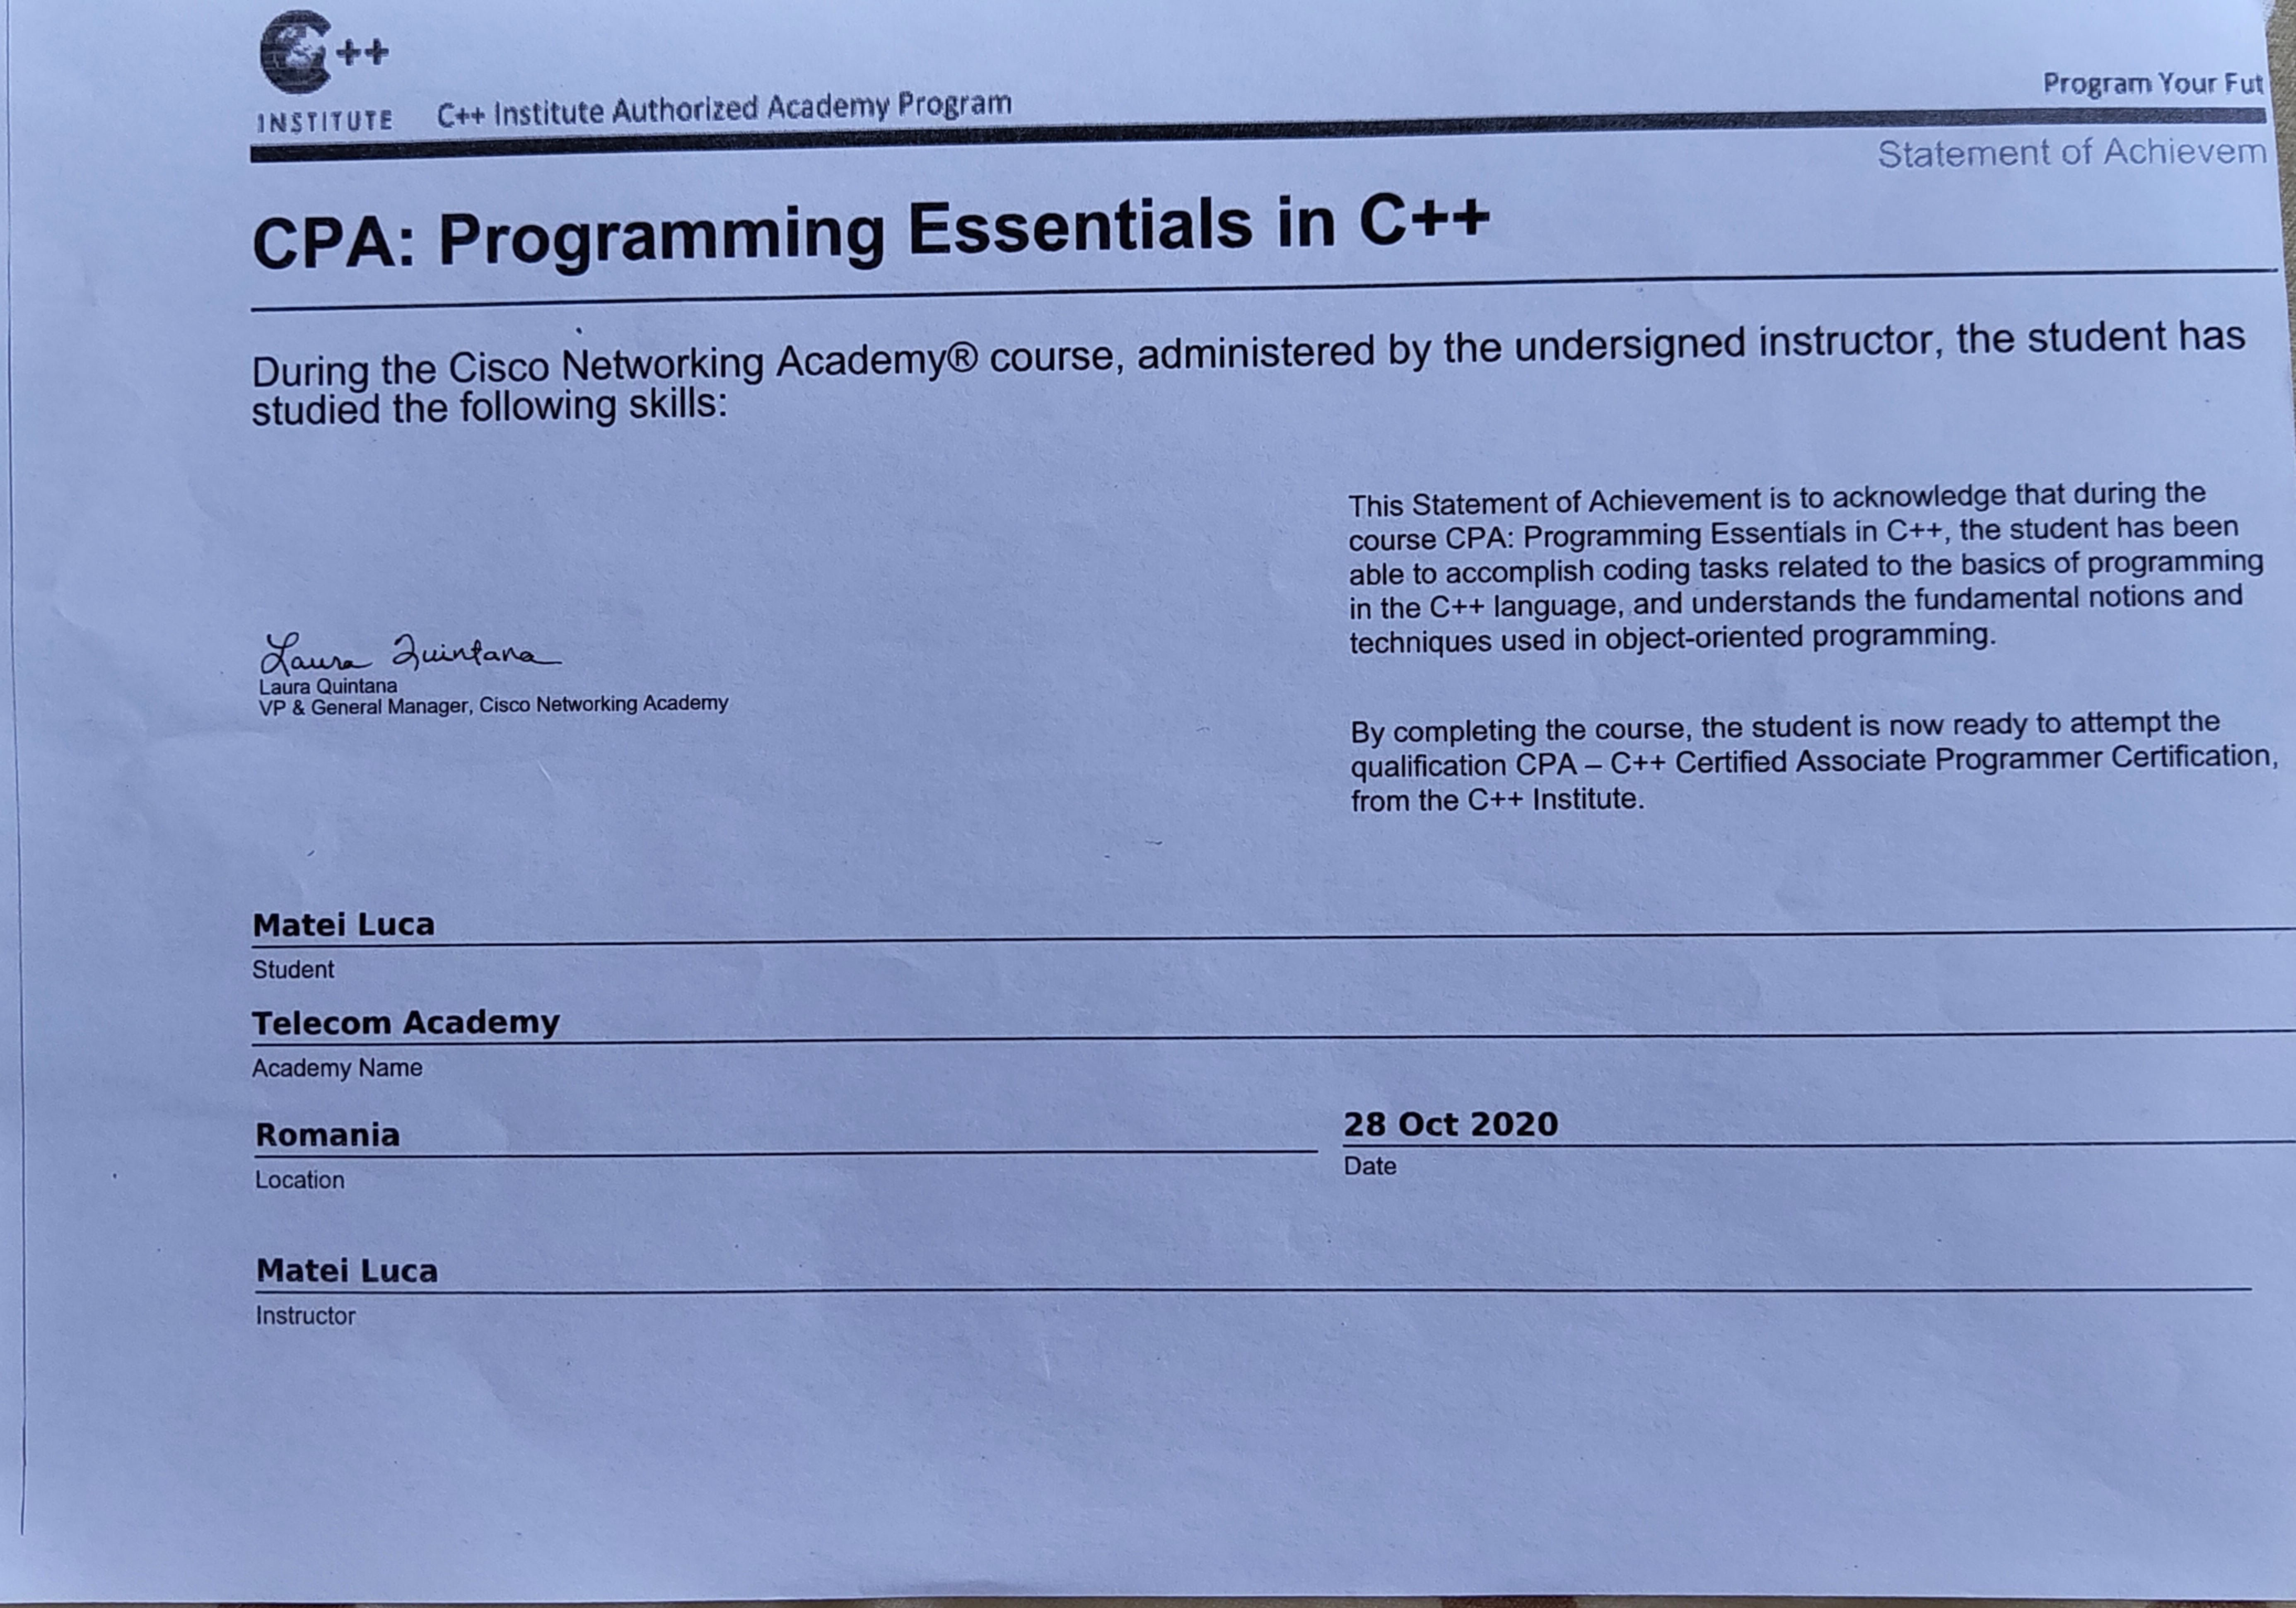 C++
INSTITUTE
C++ Institute Authorized Academy Program
Program Your Fut
Statement of Achievem
CPA: Programming Essentials in C++
During the Cisco Networking Academy® course, administered by the undersigned instructor, the student has
studied the following skills:
This Statement of Achievement is to acknowledge that during the
course CPA: Programming Essentials in C++, the student has been
able to accomplish coding tasks related to the basics of programming
in the C++ language, and understands the fundamental notions and
techniques used in object-oriented programming.
Laura Quintana
Laura Quintana
VP & General Manager, Cisco Networking Academy
By completing the course, the student is now ready to attempt the
qualification CPA – C++ Certified Associate Programmer Certification,
from the C++ Institute.
Matei Luca
Student
Telecom Academy
Academy Name
Romania
Location
28 Oct 2020
Date
Matei Luca
Instructor